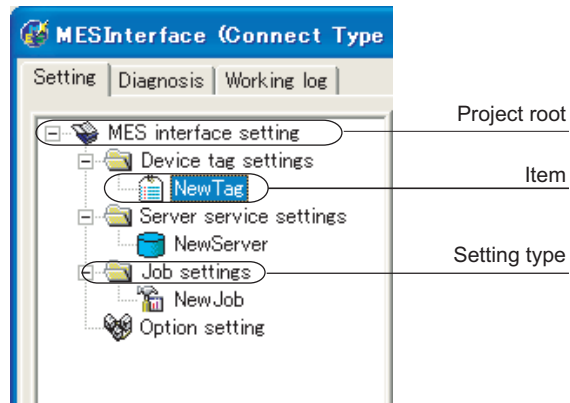 MESInterface (Connect Type
Setting Diagnosis Working log
MES interface setting
Project root
Device tag settings
NewTag
Item
Server service settings
NewServer
Job settings
Setting type
NewJob
Option setting